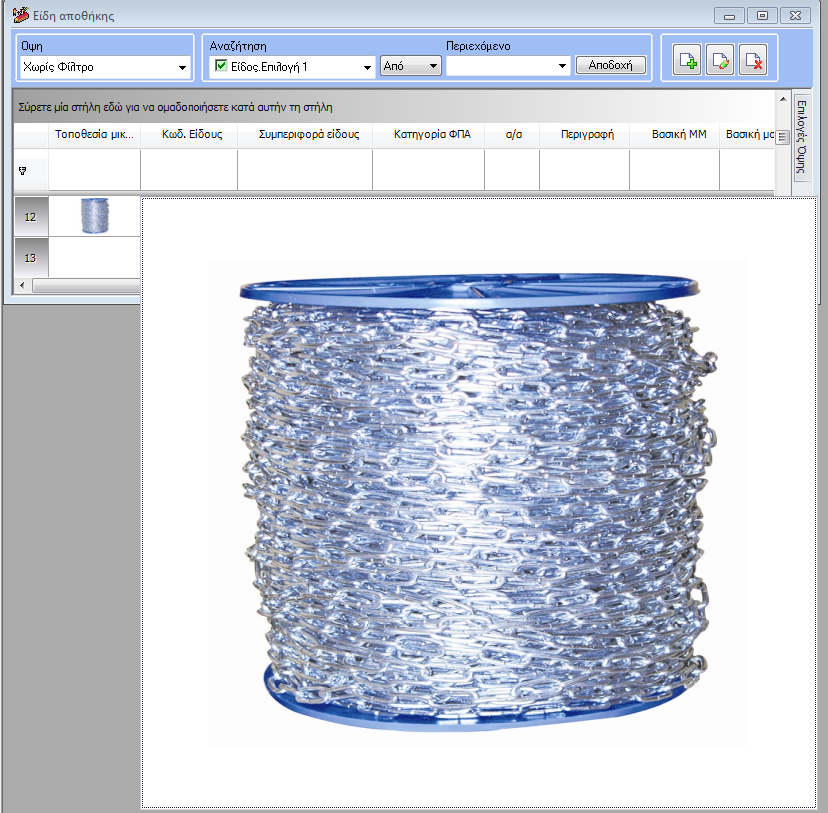 Είδη αποθήκης
Οψη
Χωρίς Φίλτρο
Αναζήτηση
Είδος.Επιλογή 1
Από
Περιεχόμενο
Αποδοχή
Σύρετε μία στήλη εδώ για να ομαδοποιήσετε κατά αυτήν τη στήλη
Τοποθεσία μικ... Κωδ. Είδους Συμπεριφορά είδους Κατηγορία ΦΠΑ α/α Περιγραφή Βασική ΜΜ Βασική μο
Επιλογές Όψης
12
13